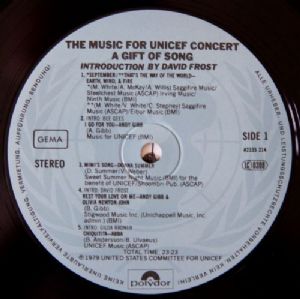 THE MUSIC FOR UNICEF CONCERT
A GIFT OF SONG
INTRODUCTION BY DAVID FROST
1. *SEPTEMBER/**THAT'S THE WAY OF THE WORLD—
EARTH, WIND, & FIRE
*(M. White/A. McKay/A. Willis) Saggifire Music/
Steelchest Music (ASCAP) Irving Music/
Ninth Music (BMI)
**(M. White/V. White/C. Stepney) Saggifire
Music (ASCAP)/Eibur Music (BMI)
2. INTRO: BEE GEES
I GO FOR YOU—ANDY GIBB
(A. Gibb)
Music for UNICEF (BMI)
GEMA
STEREO
SIDE 1
42335 214
LC 0309
3. MIMI'S SONG—DONNA SUMMER
(D. Summer/V. Weber)
Sweet Summer Night Music (BMI) for the
benefit of UNICEF/Shoombri Pub. (ASCAP)
4. INTRO: DAVID FROST
REST YOUR LOVE ON ME—ANDY GIBB &
OLIVIA NEWTON-JOHN
(B. Gibb)
Stigwood Music Inc. (Unichappell Music Inc.
admin.) (BMI)
5. INTRO: GILDA RADNER
CHIQUITITA—ABBA
(B. Andersson/B. Ulvaeus)
UNICEF Music (ASCAP)
TOTAL TIME: 23:23
℗ 1979 UNITED STATES COMMITTEE FOR UNICEF
polydor